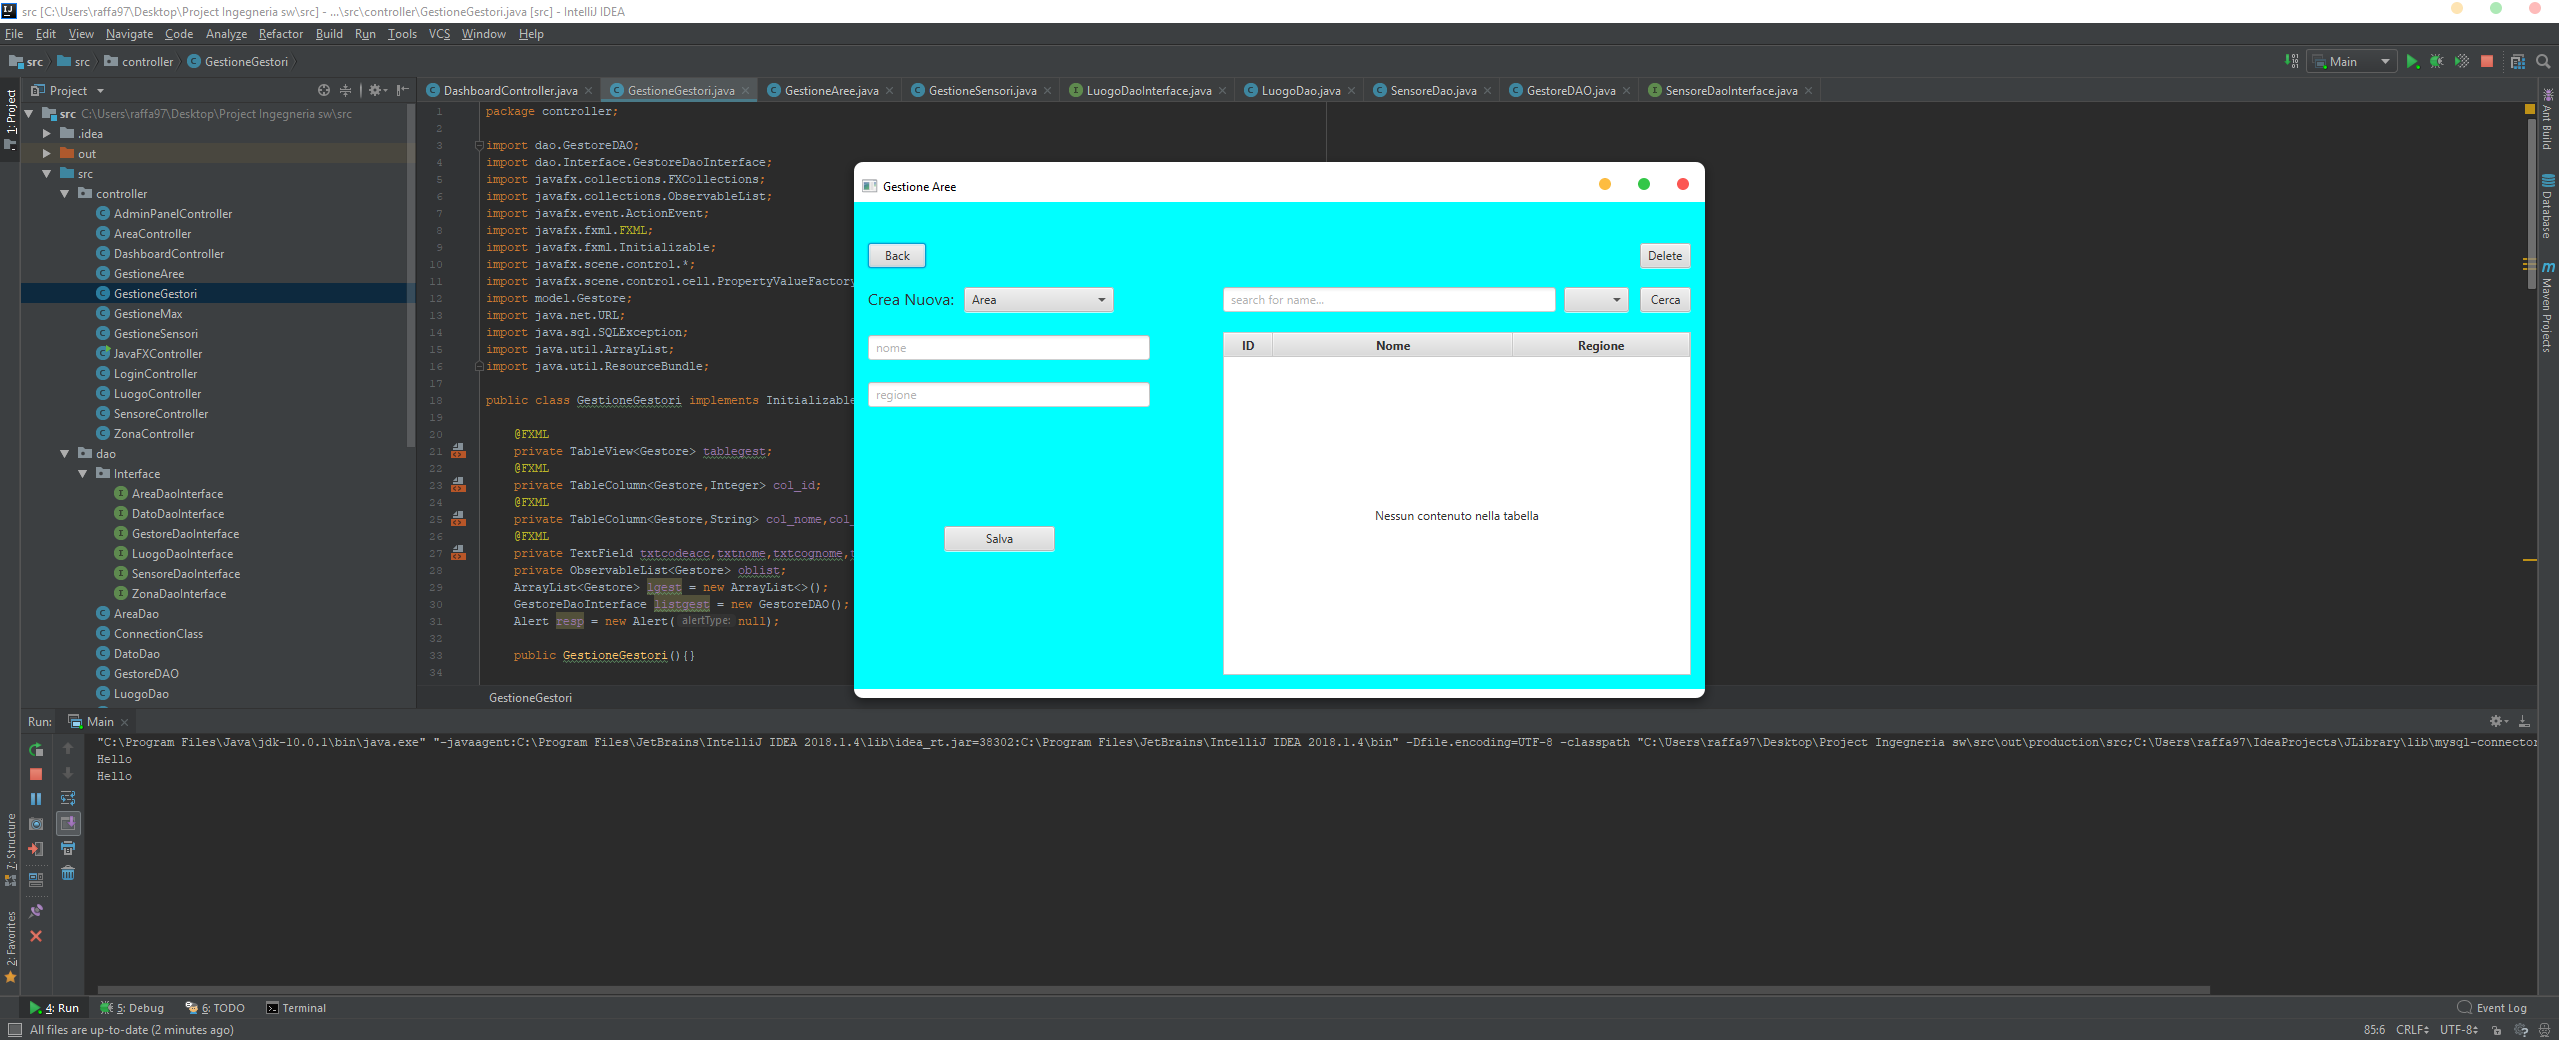 src [C:\Users\raffa97\Desktop\Project Ingegneria sw\src] - ...\src\controller\GestioneGestori.java [src] - IntelliJ IDEA
File Edit View Navigate Code Analyze Refactor Build Run Tools VCS Window Help
src src controller GestioneGestori
Main
1: Project
Project
DashboardController.java GestioneGestori.java GestioneAree.java GestioneSensori.java LuogoDaoInterface.java LuogoDao.java SensoreDao.java GestoreDAO.java SensoreDaoInterface.java
src C:\Users\raffa97\Desktop\Project Ingegneria sw\src
.idea
out
src
controller
AdminPanelController
AreaController
DashboardController
GestioneAree
GestioneGestori
GestioneMax
GestioneSensori
JavaFXController
LoginController
LuogoController
SensoreController
ZonaController
dao
Interface
AreaDaoInterface
DatoDaoInterface
GestoreDaoInterface
LuogoDaoInterface
SensoreDaoInterface
ZonaDaoInterface
AreaDao
ConnectionClass
DatoDao
GestoreDAO
LuogoDao
1 package controller;
2
3 import dao.GestoreDAO;
4 import dao.Interface.GestoreDaoInterface;
5 import javafx.collections.FXCollections;
6 import javafx.collections.ObservableList;
7 import javafx.event.ActionEvent;
8 import javafx.fxml.FXML;
9 import javafx.fxml.Initializable;
10 import javafx.scene.control.*;
11 import javafx.scene.control.cell.PropertyValueFactory
12 import model.Gestore;
13 import java.net.URL;
14 import java.sql.SQLException;
15 import java.util.ArrayList;
16 import java.util.ResourceBundle;
17
18 public class GestioneGestori implements Initializable
19
20 @FXML
21 private TableView<Gestore> tablegest;
22 @FXML
23 private TableColumn<Gestore,Integer> col_id;
24 @FXML
25 private TableColumn<Gestore,String> col_nome,col_
26 @FXML
27 private TextField txtcodeacc,txtnome,txtcognome,
28 private ObservableList<Gestore> oblist;
29 ArrayList<Gestore> lgest = new ArrayList<>();
30 GestoreDaoInterface listgest = new GestoreDAO();
31 Alert resp = new Alert( alertType: null);
32
33 public GestioneGestori(){}
34
GestioneGestori
Gestione Aree
Back
Delete
Crea Nuova: Area
search for name...
Cerca
nome
regione
ID Nome Regione
Nessun contenuto nella tabella
Salva
Ant Build
Database
Maven Projects
Run: Main
"C:\Program Files\Java\jdk-10.0.1\bin\java.exe" "-javaagent:C:\Program Files\JetBrains\IntelliJ IDEA 2018.1.4\lib\idea_rt.jar=38302:C:\Program Files\JetBrains\IntelliJ IDEA 2018.1.4\bin" -Dfile.encoding=UTF-8 -classpath "C:\Users\raffa97\Desktop\Project Ingegneria sw\src\out\production\src;C:\Users\raffa97\IdeaProjects\JLibrary\lib\mysql-connector
Hello
Hello
7: Structure
2: Favorites
4: Run 5: Debug 6: TODO Terminal
Event Log
All files are up-to-date (2 minutes ago)
85:6 CRLF UTF-8